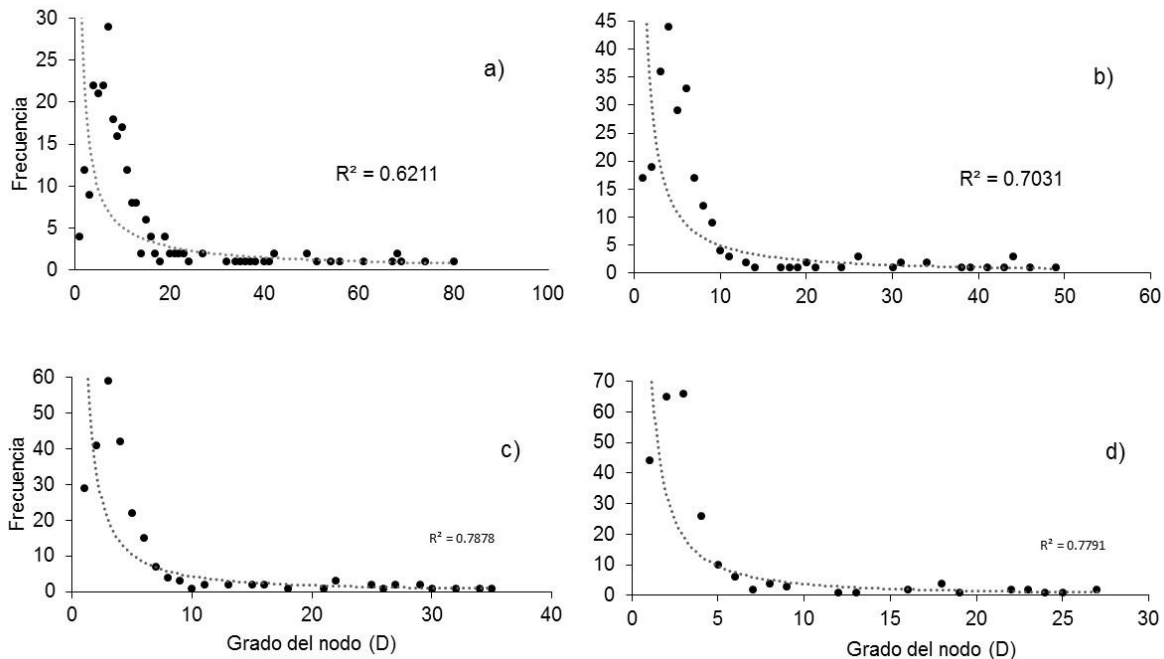 30
25
20
15
10
5
0
Frecuencia
a)
R² = 0.6211
0 20 40 60 80 100
45
40
35
30
25
20
15
10
5
0
b)
R² = 0.7031
0 10 20 30 40 50 60
60
50
40
30
20
10
0
Frecuencia
c)
R² = 0.7878
0 10 20 30 40
Grado del nodo (D)
70
60
50
40
30
20
10
0
d)
R² = 0.7791
0 5 10 15 20 25 30
Grado del nodo (D)